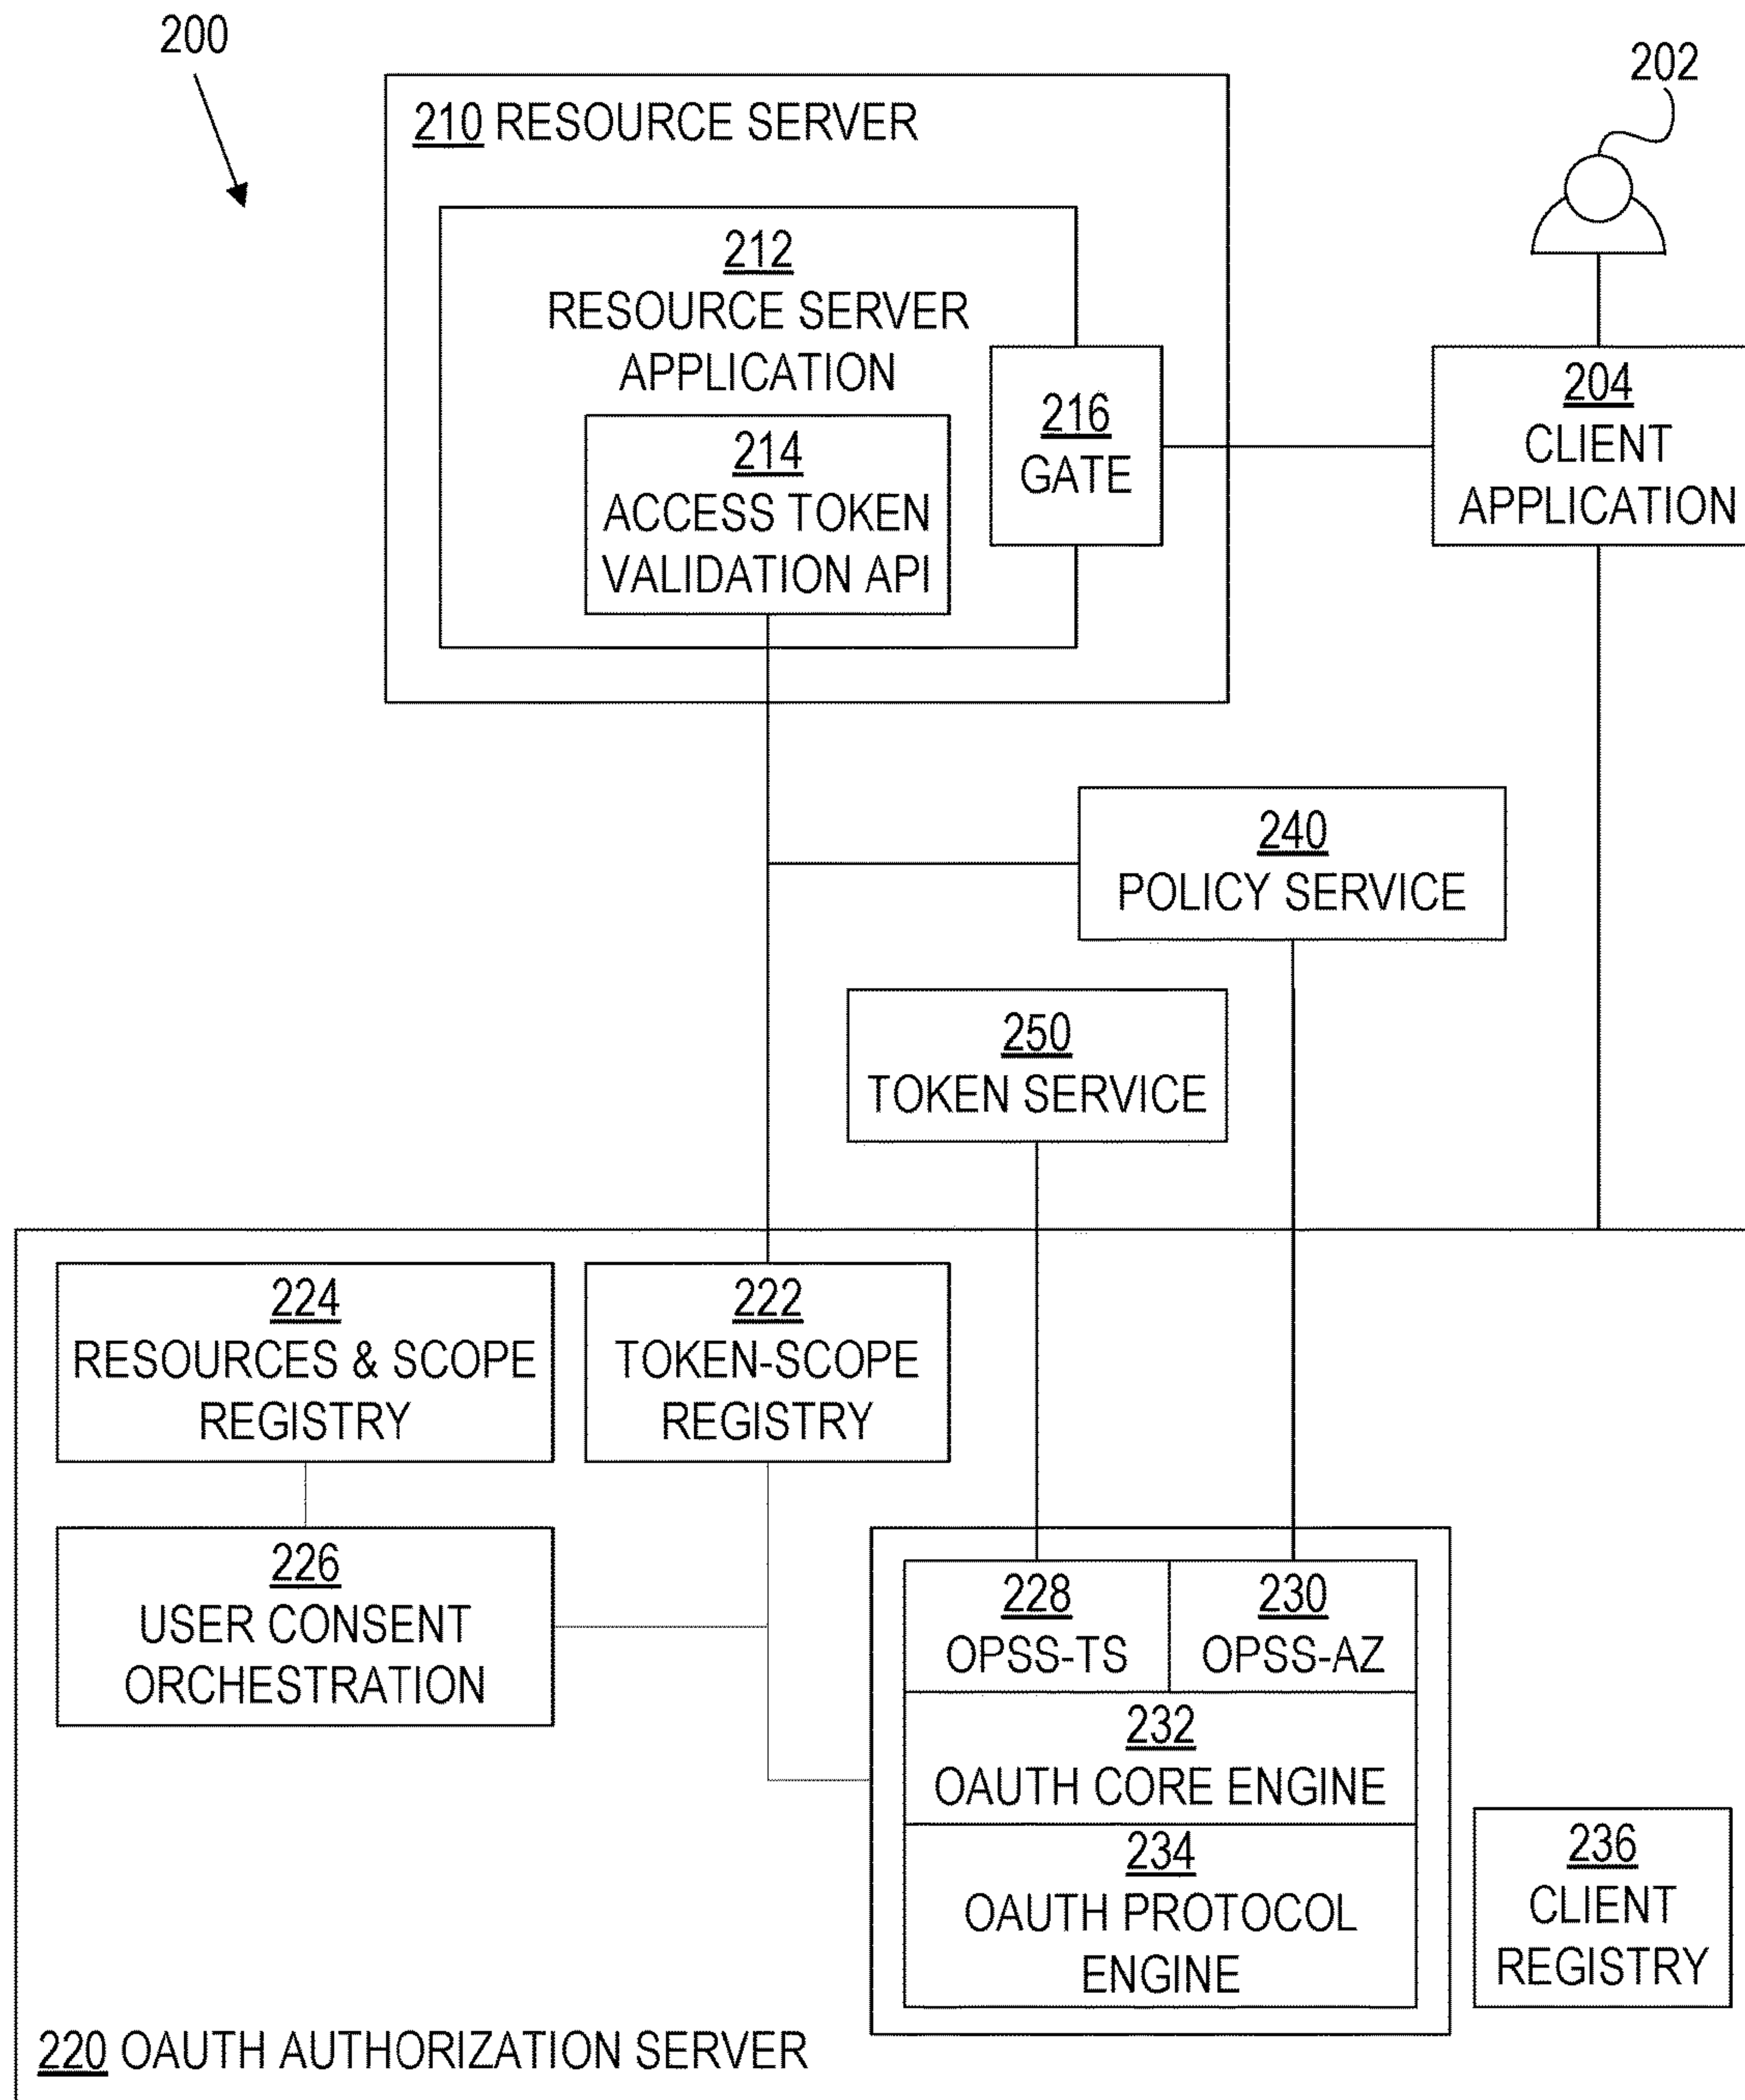 200
202
210 RESOURCE SERVER
212
RESOURCE SERVER
APPLICATION
214
ACCESS TOKEN
VALIDATION API
216
GATE
204
CLIENT
APPLICATION
240
POLICY SERVICE
250
TOKEN SERVICE
224
RESOURCES & SCOPE
REGISTRY
222
TOKEN-SCOPE
REGISTRY
226
USER CONSENT
ORCHESTRATION
228
OPSS-TS
230
OPSS-AZ
232
OAUTH CORE ENGINE
234
OAUTH PROTOCOL
ENGINE
236
CLIENT
REGISTRY
220 OAUTH AUTHORIZATION SERVER